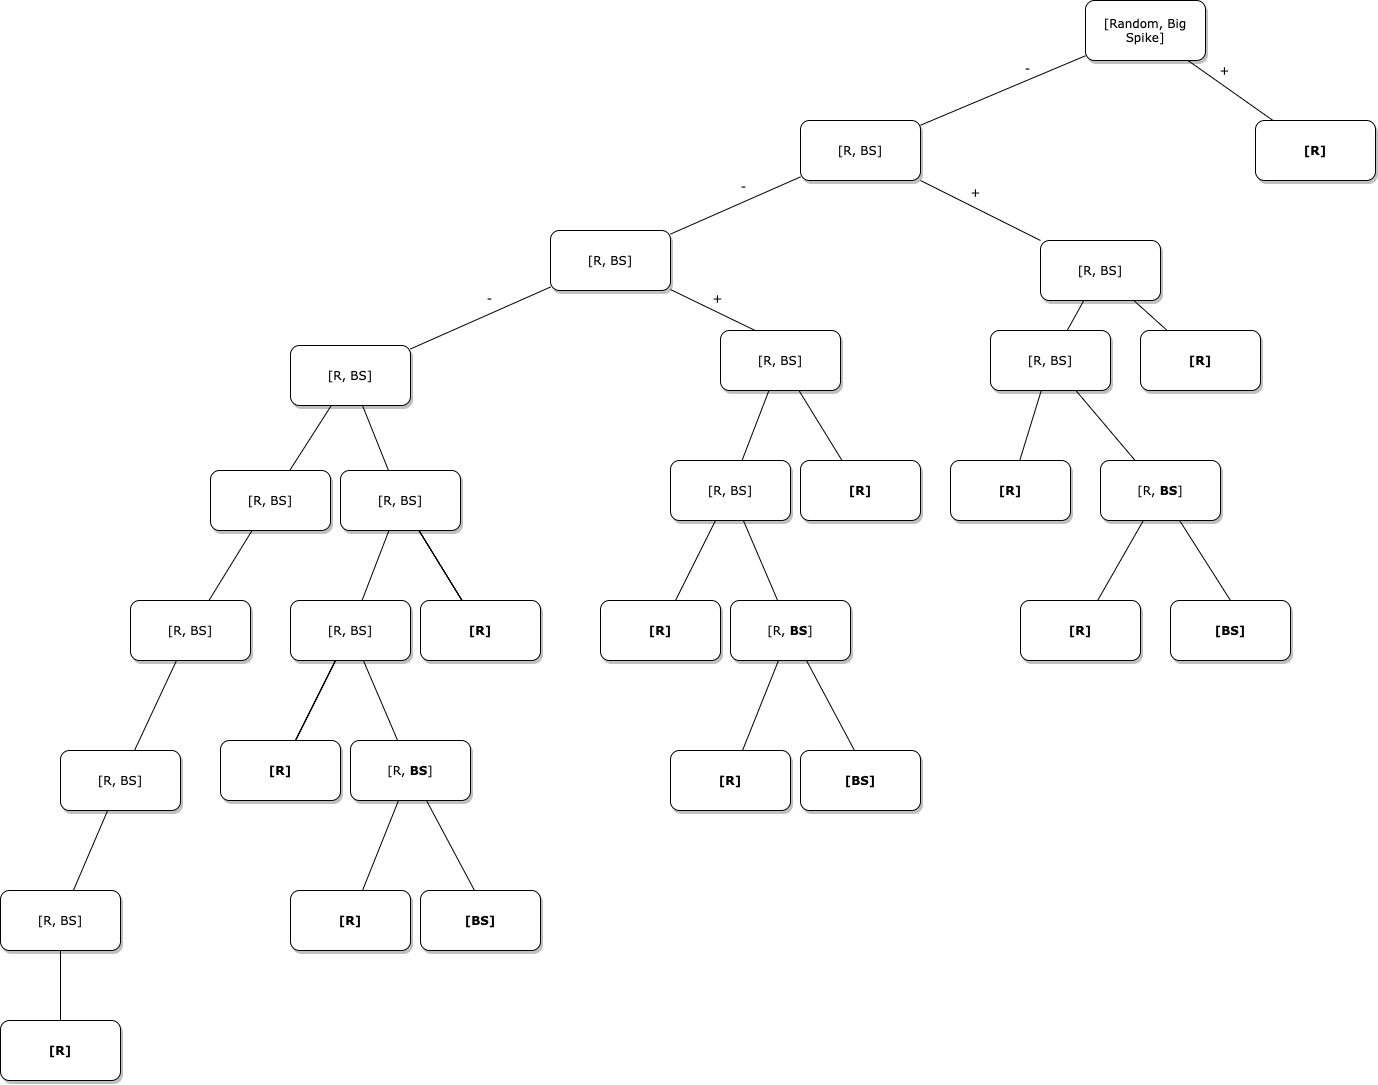 [Random, Big
Spike]
-
+
[R, BS]
[R]
-
+
[R, BS]
[R, BS]
-
+
[R, BS]
[R, BS]
[R, BS]
[R]
[R, BS]
[R, BS]
[R, BS]
[R]
[R]
[R, BS]
[R, BS]
[R, BS]
[R]
[R]
[R, BS]
[R]
[BS]
[R, BS]
[R]
[R, BS]
[R]
[BS]
[R, BS]
[R]
[BS]
[R]